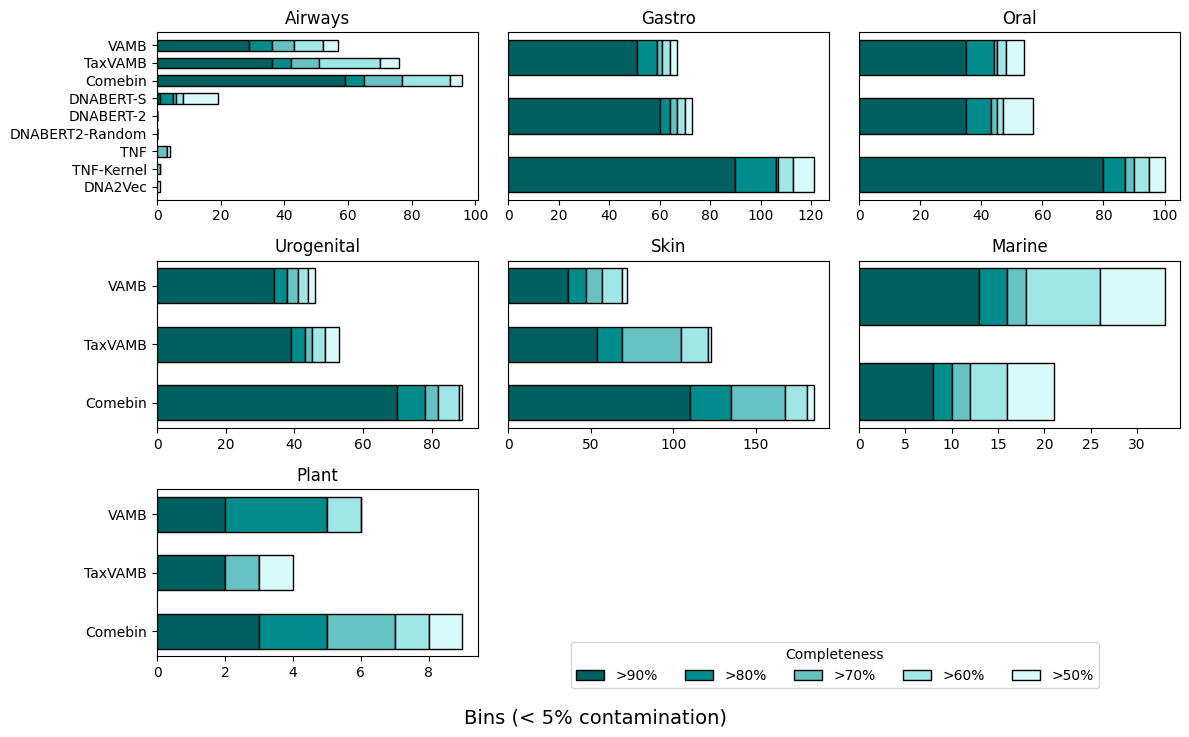 Airways
Gastro
Oral
VAMB
TaxVAMB
Comebin
DNABERT-S
DNABERT-2
DNABERT2-Random
TNF
TNF-Kernel
DNA2Vec
0 20 40 60 80 100
0 20 40 60 80 100 120
0 20 40 60 80 100
Urogenital
Skin
Marine
VAMB
TaxVAMB
Comebin
0 20 40 60 80
0 50 100 150
0 5 10 15 20 25 30
Plant
VAMB
TaxVAMB
Comebin
0 2 4 6 8
Completeness
>90% >80% >70% >60% >50%
Bins (< 5% contamination)